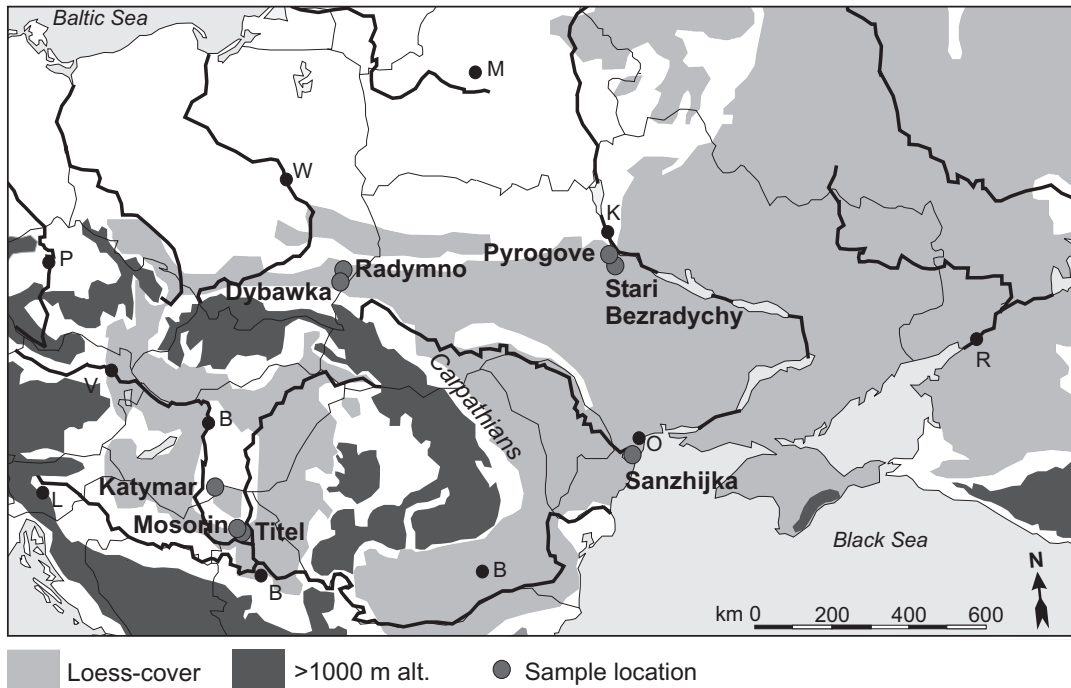 Baltic Sea
M
W
K
P
Pyrogove
Radymno
Dybawka
Stari
Bezradychy
R
V
Carpathians
B
O
Sanzhijka
Katymar
L
Mosorin
Titel
Black Sea
N
B
B
km 0 200 400 600
Loess-cover >1000 m alt. Sample location